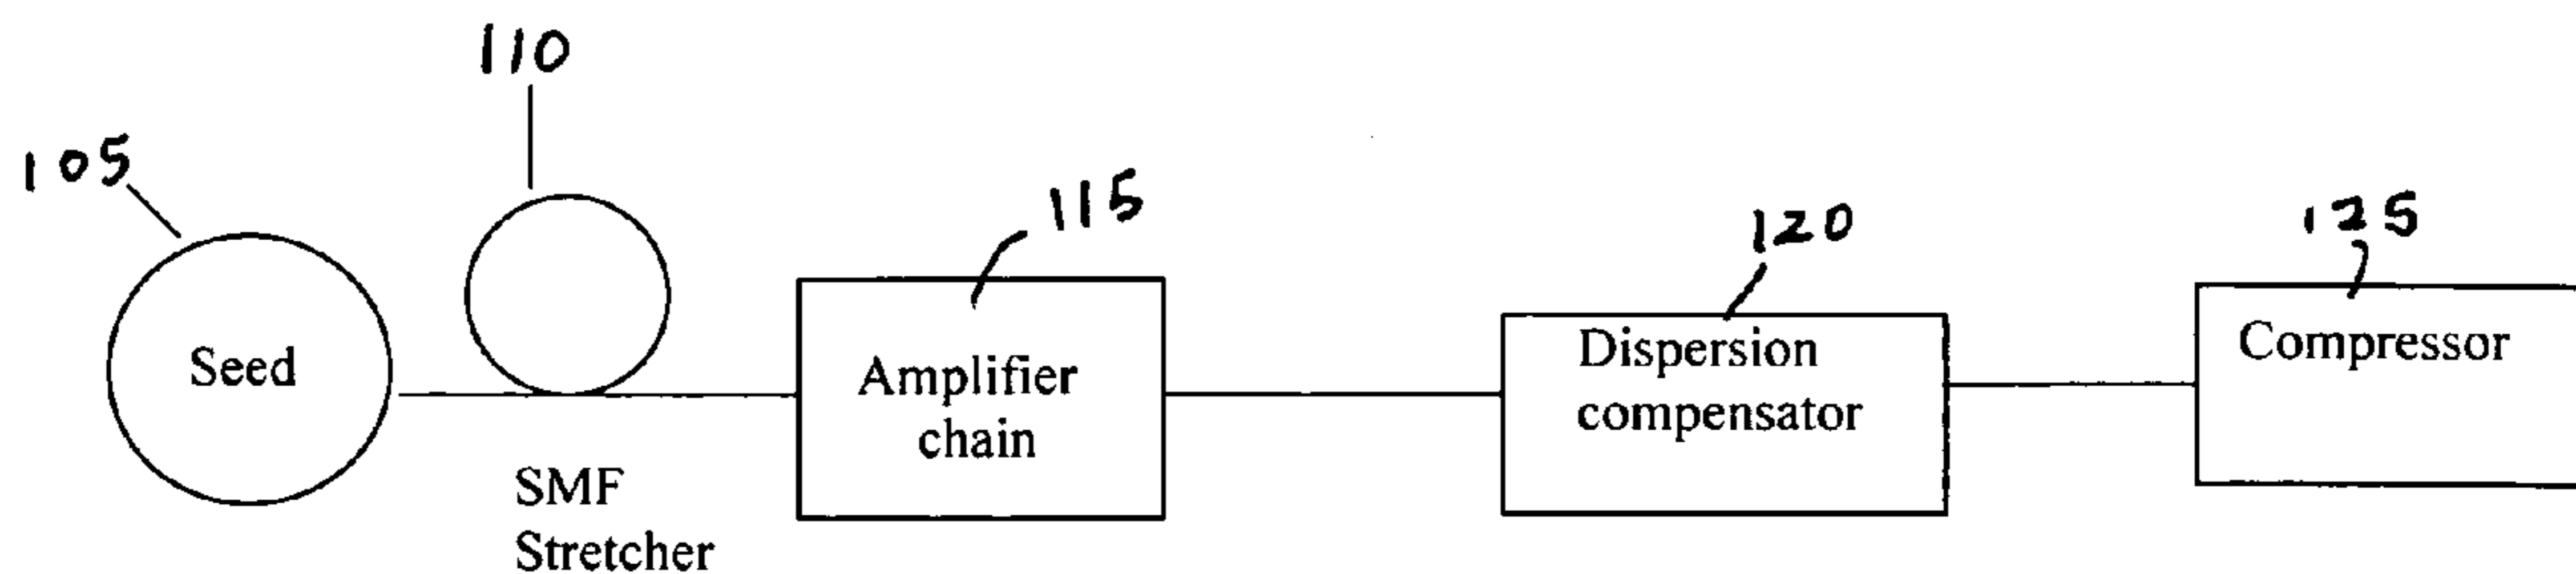 110
105
115
120
125
Seed
SMF
Stretcher
Amplifier
chain
Dispersion
compensator
Compressor